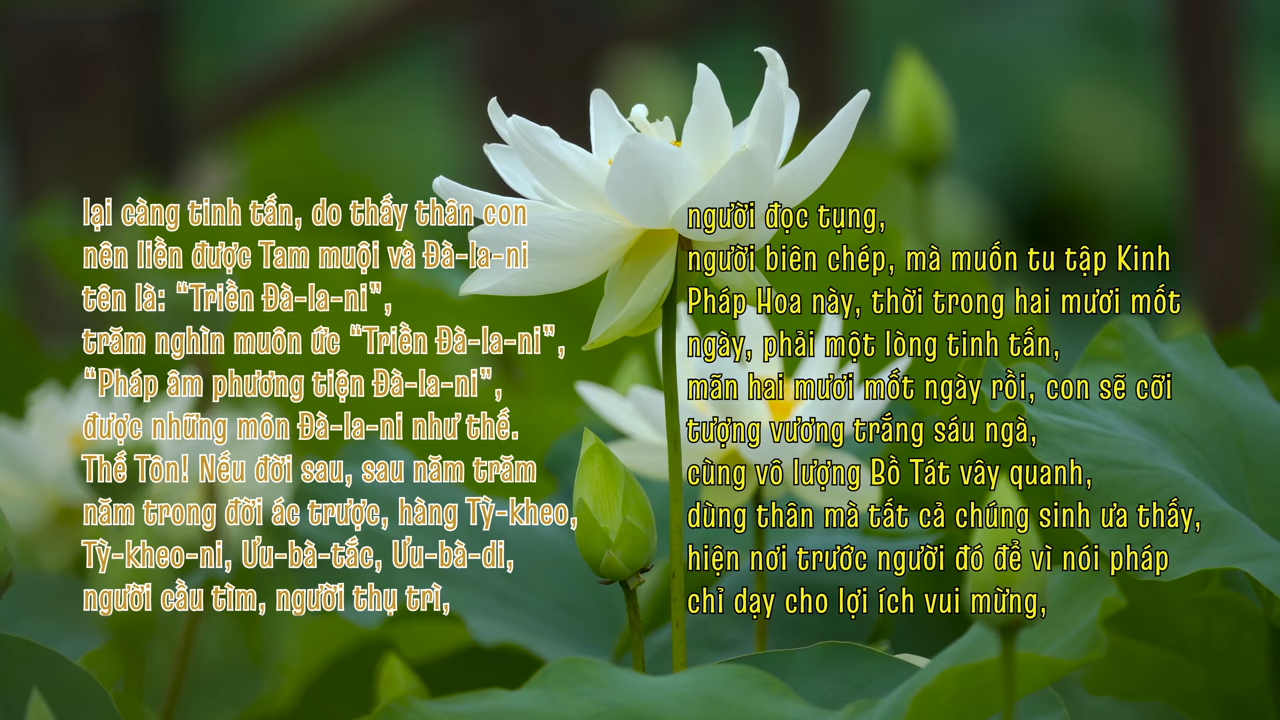 lại càng tinh tấn, do thấy thân con
nên liền được Tam muội và Đà-la-ni
tên là: “Triền Đà-la-ni”,
trăm nghìn muôn ức “Triền Đà-la-ni”,
“Pháp âm phương tiện Đà-la-ni”,
được những môn Đà-la-ni như thế.
Thế Tôn! Nếu đời sau, sau năm trăm
năm trong đời ác trược, hàng Tỳ-kheo,
Tỳ-kheo-ni, Ưu-bà-tắc, Ưu-bà-di,
người cầu tìm, người thụ trì,
người đọc tụng,
người biên chép, mà muốn tu tập Kinh
Pháp Hoa này, thời trong hai mươi mốt
ngày, phải một lòng tinh tấn,
mãn hai mươi mốt ngày rồi, con sẽ cỡi
tượng vương trắng sáu ngà,
cùng vô lượng Bồ Tát vây quanh,
dùng thân mà tất cả chúng sinh ưa thấy,
hiện nơi trước người đó để vì nói pháp
chỉ dạy cho lợi ích vui mừng,